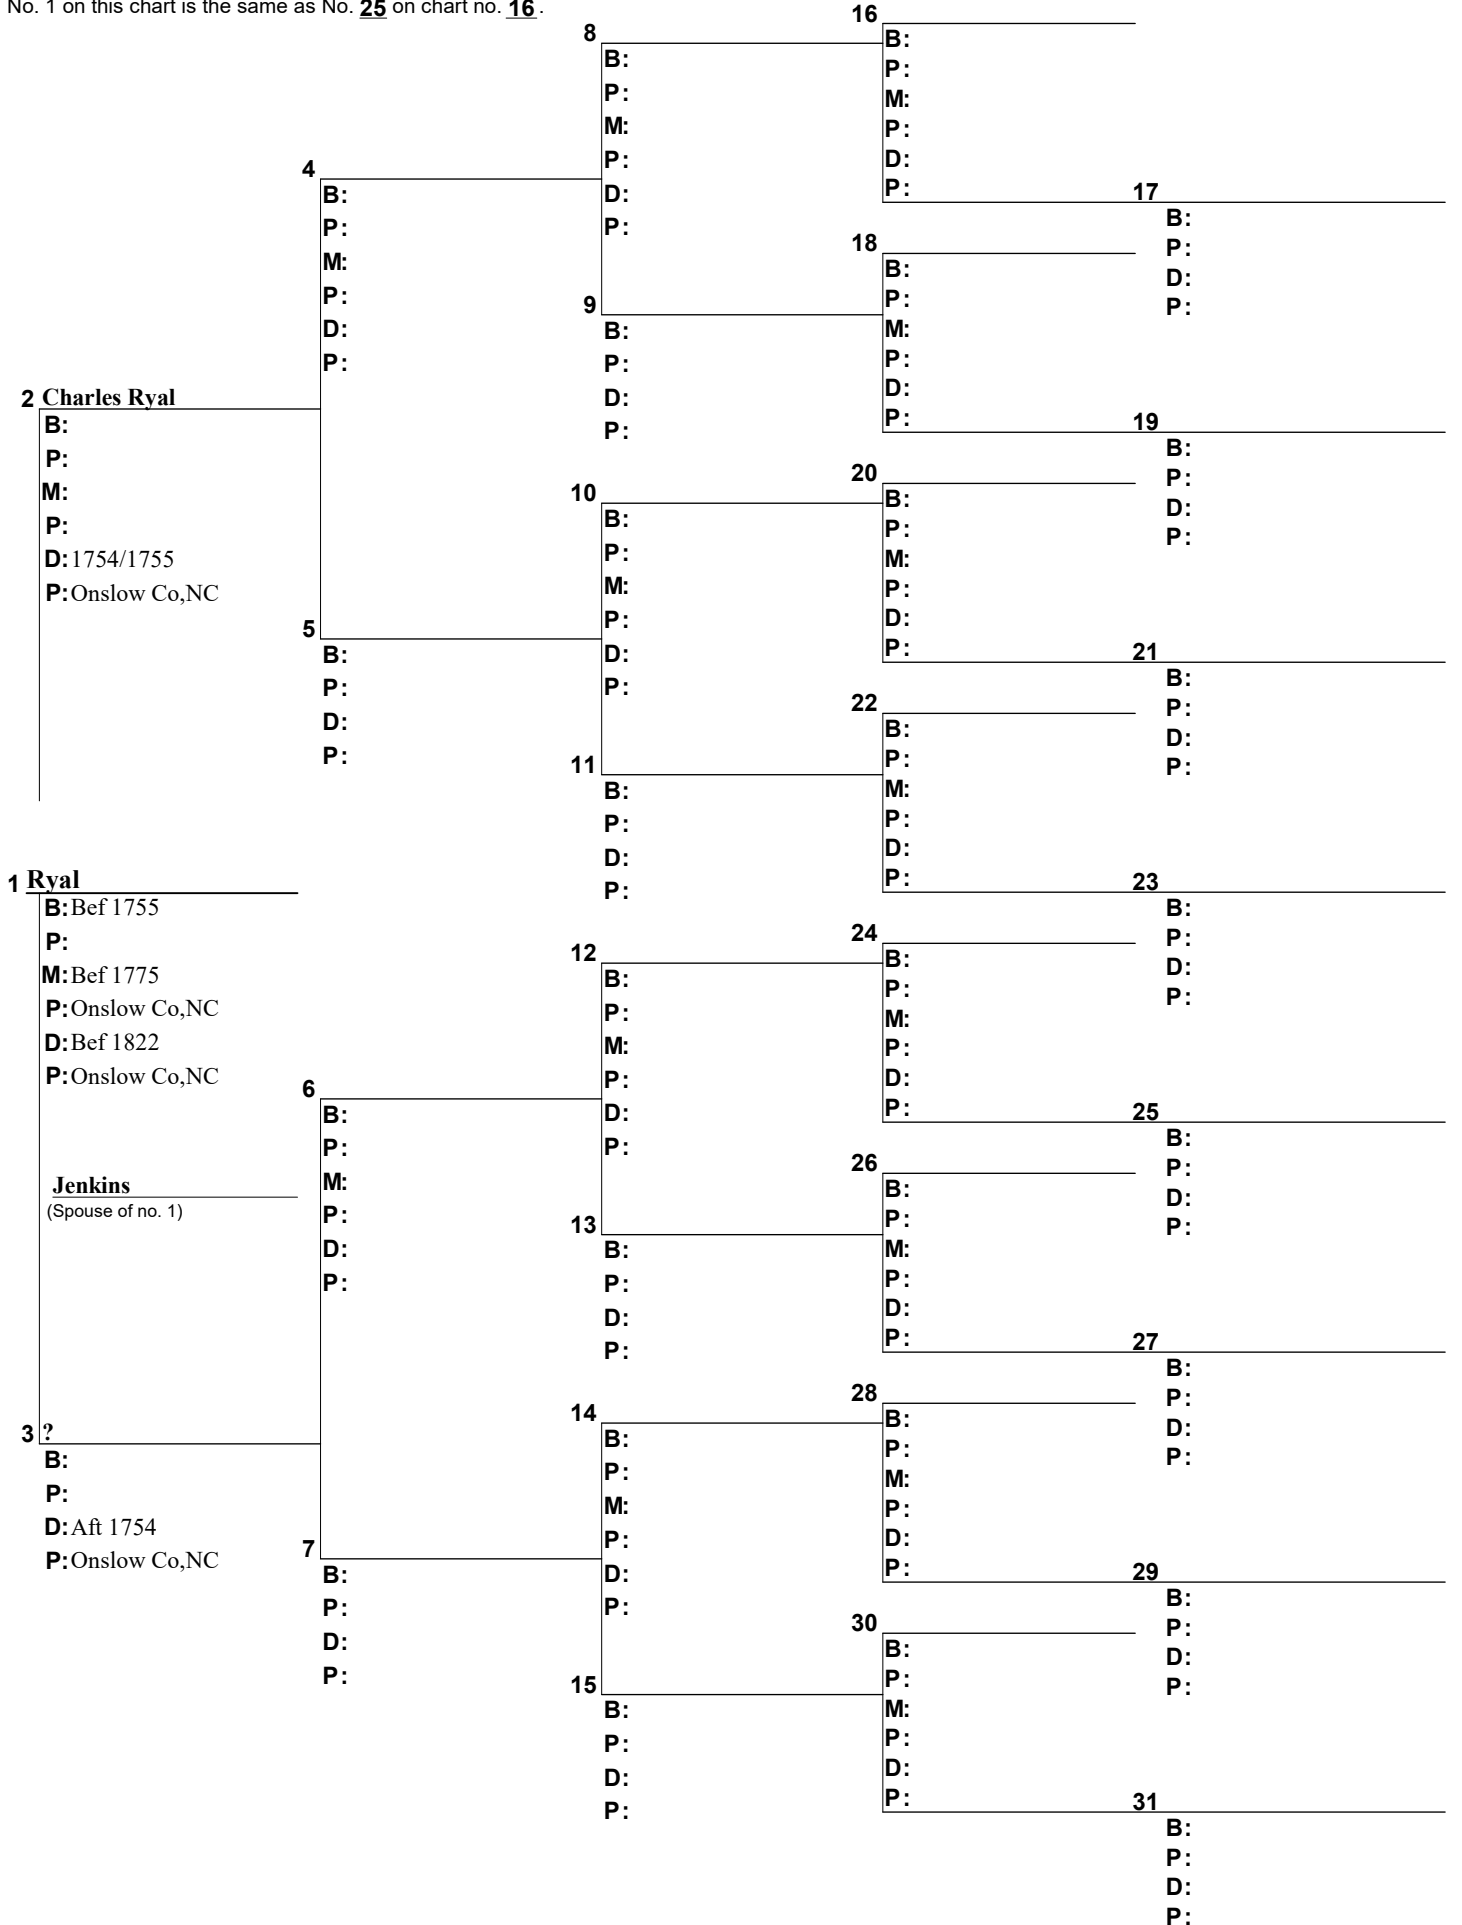 No. 1 on this chart is the same as No. 25 on chart no. 16.
2 Charles Ryal
B:
P:
M:
P:
D: 1754/1755
P: Onslow Co,NC
1 Ryal
B: Bef 1755
P:
M: Bef 1775
P: Onslow Co,NC
D: Bef 1822
P: Onslow Co,NC
Jenkins
(Spouse of no. 1)
3 ?
B:
P:
D: Aft 1754
P: Onslow Co,NC
4
B:
P:
M:
P:
D:
P:
5
B:
P:
D:
P:
6
B:
P:
M:
P:
D:
P:
7
B:
P:
D:
P:
8
B:
P:
M:
P:
D:
P:
9
B:
P:
D:
P:
10
B:
P:
M:
P:
D:
P:
11
B:
P:
D:
P:
12
B:
P:
M:
P:
D:
P:
13
B:
P:
D:
P:
14
B:
P:
M:
P:
D:
P:
15
B:
P:
D:
P:
16
B:
P:
M:
P:
D:
P:
17
B:
P:
D:
P:
18
B:
P:
M:
P:
D:
P:
19
B:
P:
D:
P:
20
B:
P:
M:
P:
D:
P:
21
B:
P:
D:
P:
22
B:
P:
M:
P:
D:
P:
23
B:
P:
D:
P:
24
B:
P:
M:
P:
D:
P:
25
B:
P:
D:
P:
26
B:
P:
M:
P:
D:
P:
27
B:
P:
D:
P:
28
B:
P:
M:
P:
D:
P:
29
B:
P:
D:
P:
30
B:
P:
M:
P:
D:
P:
31
B:
P:
D:
P: